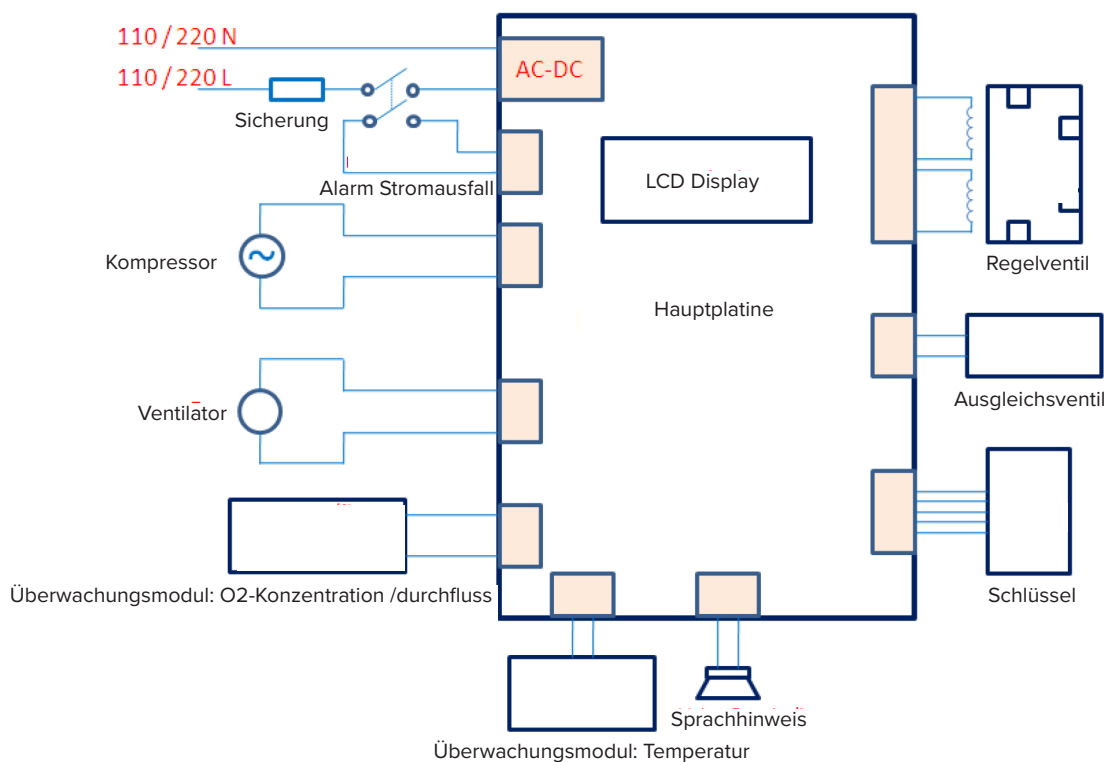 110 / 220 N
110 / 220 L
AC-DC
Sicherung
LCD Display
Alarm Stromausfall
Kompressor
Regelventil
Hauptplatine
Ausgleichsventil
Ventilator
Überwachungsmodul: O2-Konzentration /durchfluss
Schlüssel
Sprachhinweis
Überwachungsmodul: Temperatur